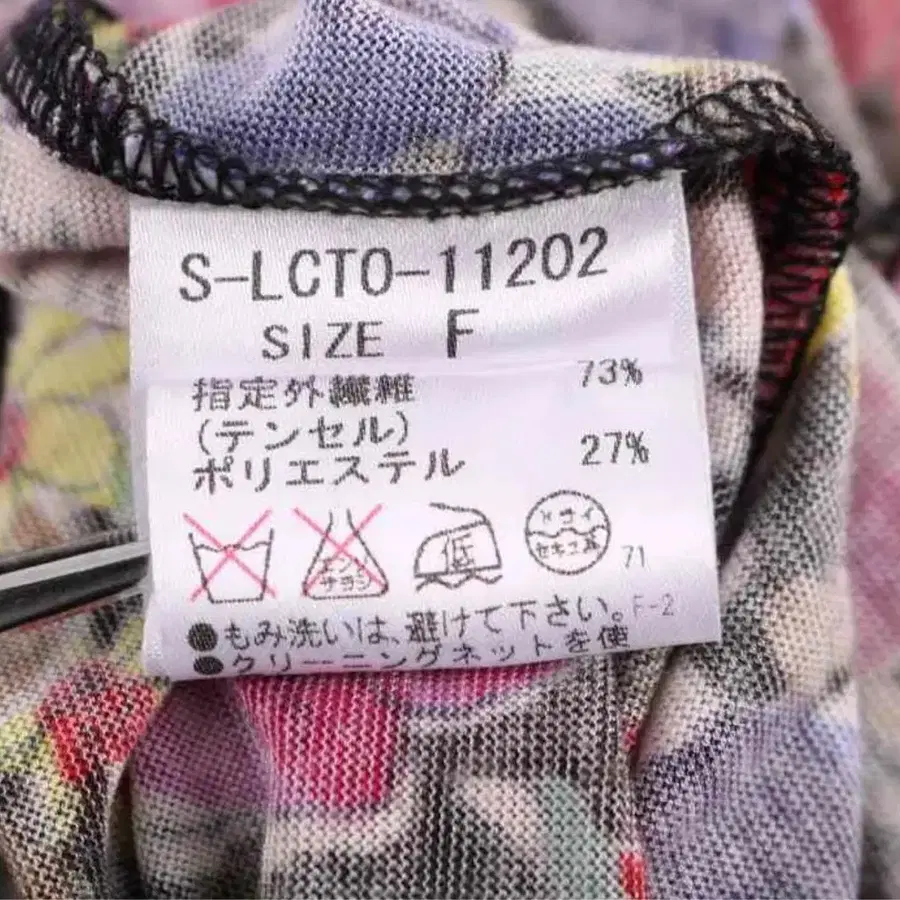 S-LCTO-11202
SIZE F
指定外繊維 73%
(テンセル)
ポリエステル 27%
エンソ
サラシ
低
ドライ
セキユ系
71
F-2
●もみ洗いは、避けて下さい。
●クリーニングネットを使